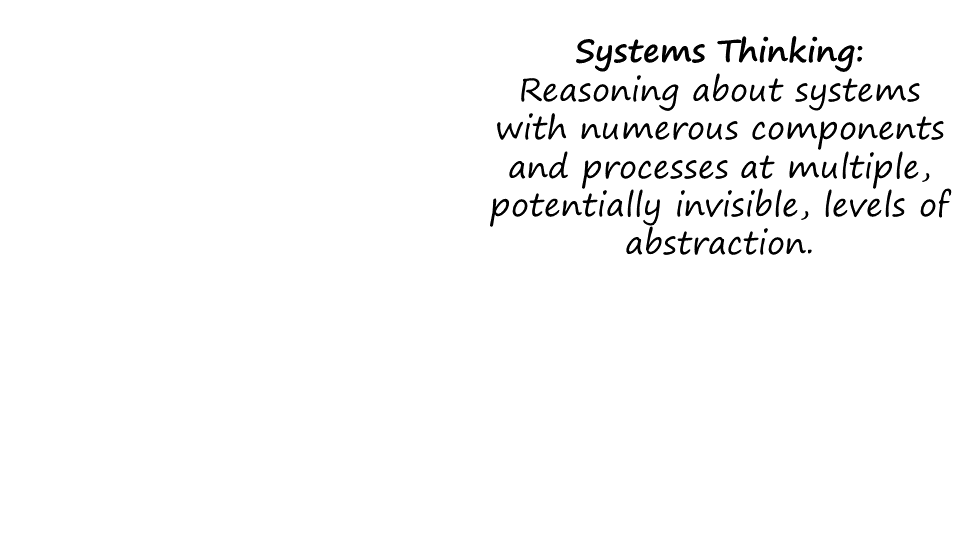 Systems Thinking:
Reasoning about systems
with numerous components
and processes at multiple,
potentially invisible, levels of
abstraction.